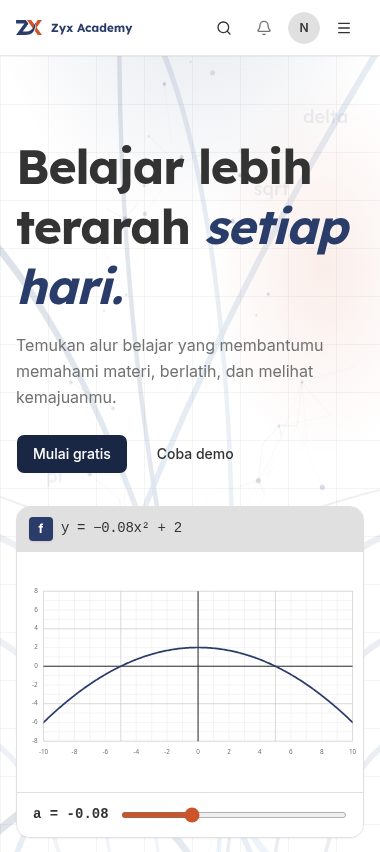 ZX Zyx Academy N
delta
Belajar lebih
sqrt
terarah setiap
hari.
Temukan alur belajar yang membantumu
memahami materi, berlatih, dan melihat
kemajuanmu.
Mulai gratis Coba demo
pi
f y = −0.08x² + 2
8
6
4
2
0
-2
-4
-6
-8
-10 -8 -6 -4 -2 0 2 4 6 8 10
a = -0.08